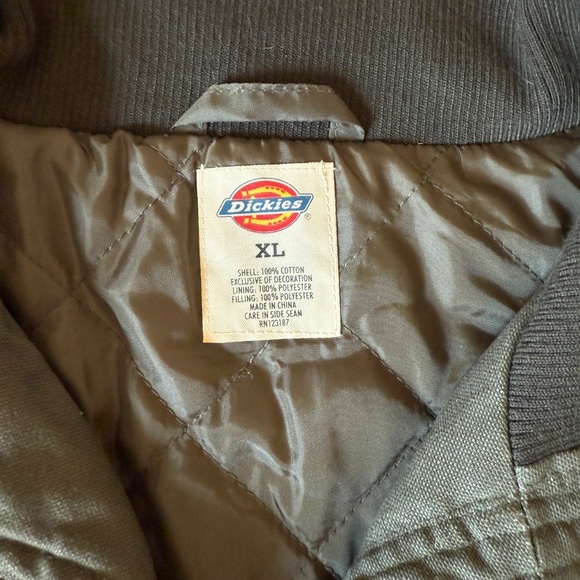 Dickies
XL
SHELL: 100% COTTON
EXCLUSIVE OF DECORATION
LINING: 100% POLYESTER
FILLING: 100% POLYESTER
MADE IN CHINA
CARE IN SIDE SEAM
RN123187